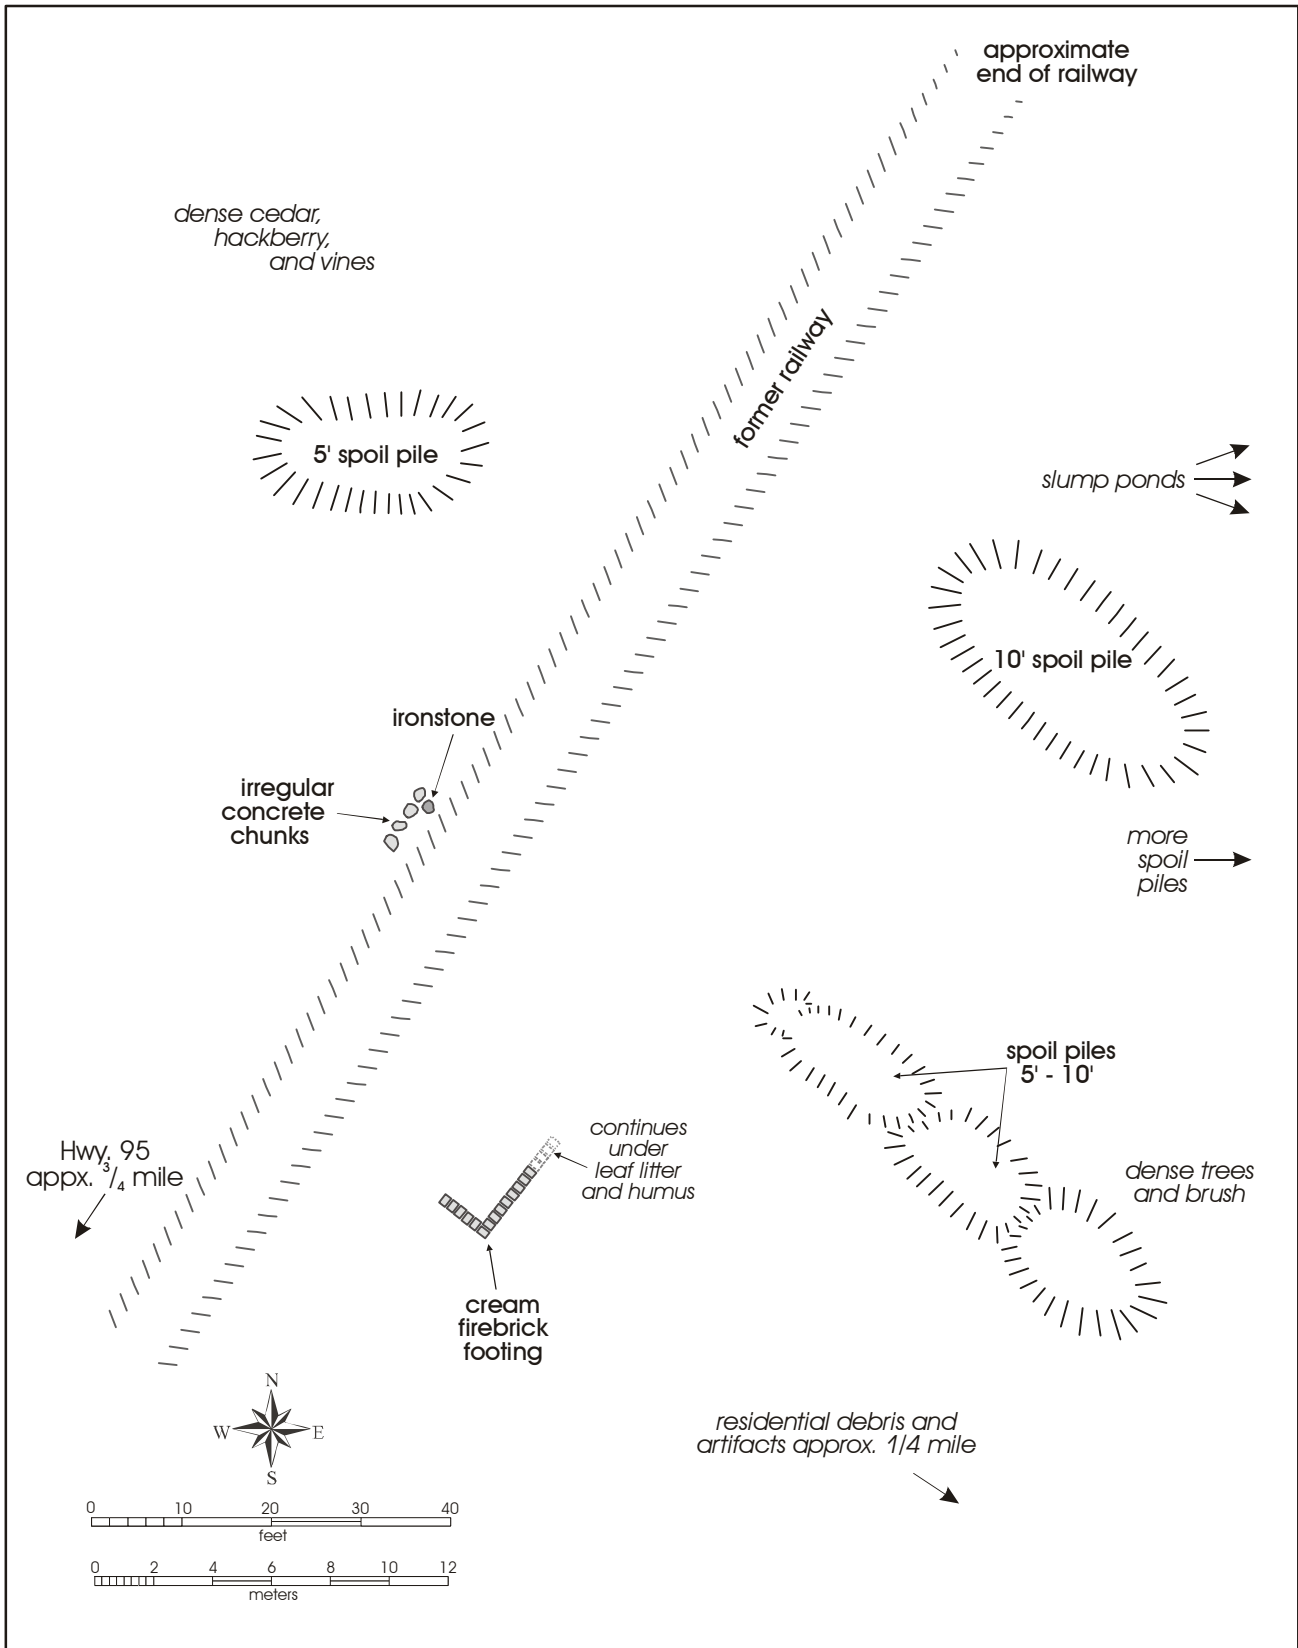 approximate
end of railway
dense cedar,
hackberry,
and vines
former railway
5' spoil pile
slump ponds
10' spoil pile
ironstone
irregular
concrete
chunks
more
spoil
piles
spoil piles
5' - 10'
continues
under
leaf litter
and humus
Hwy. 95
appx. 3/4 mile
dense trees
and brush
cream
firebrick
footing
N
W E
S
residential debris and
artifacts approx. 1/4 mile
0 10 20 30 40
feet
0 2 4 6 8 10 12
meters